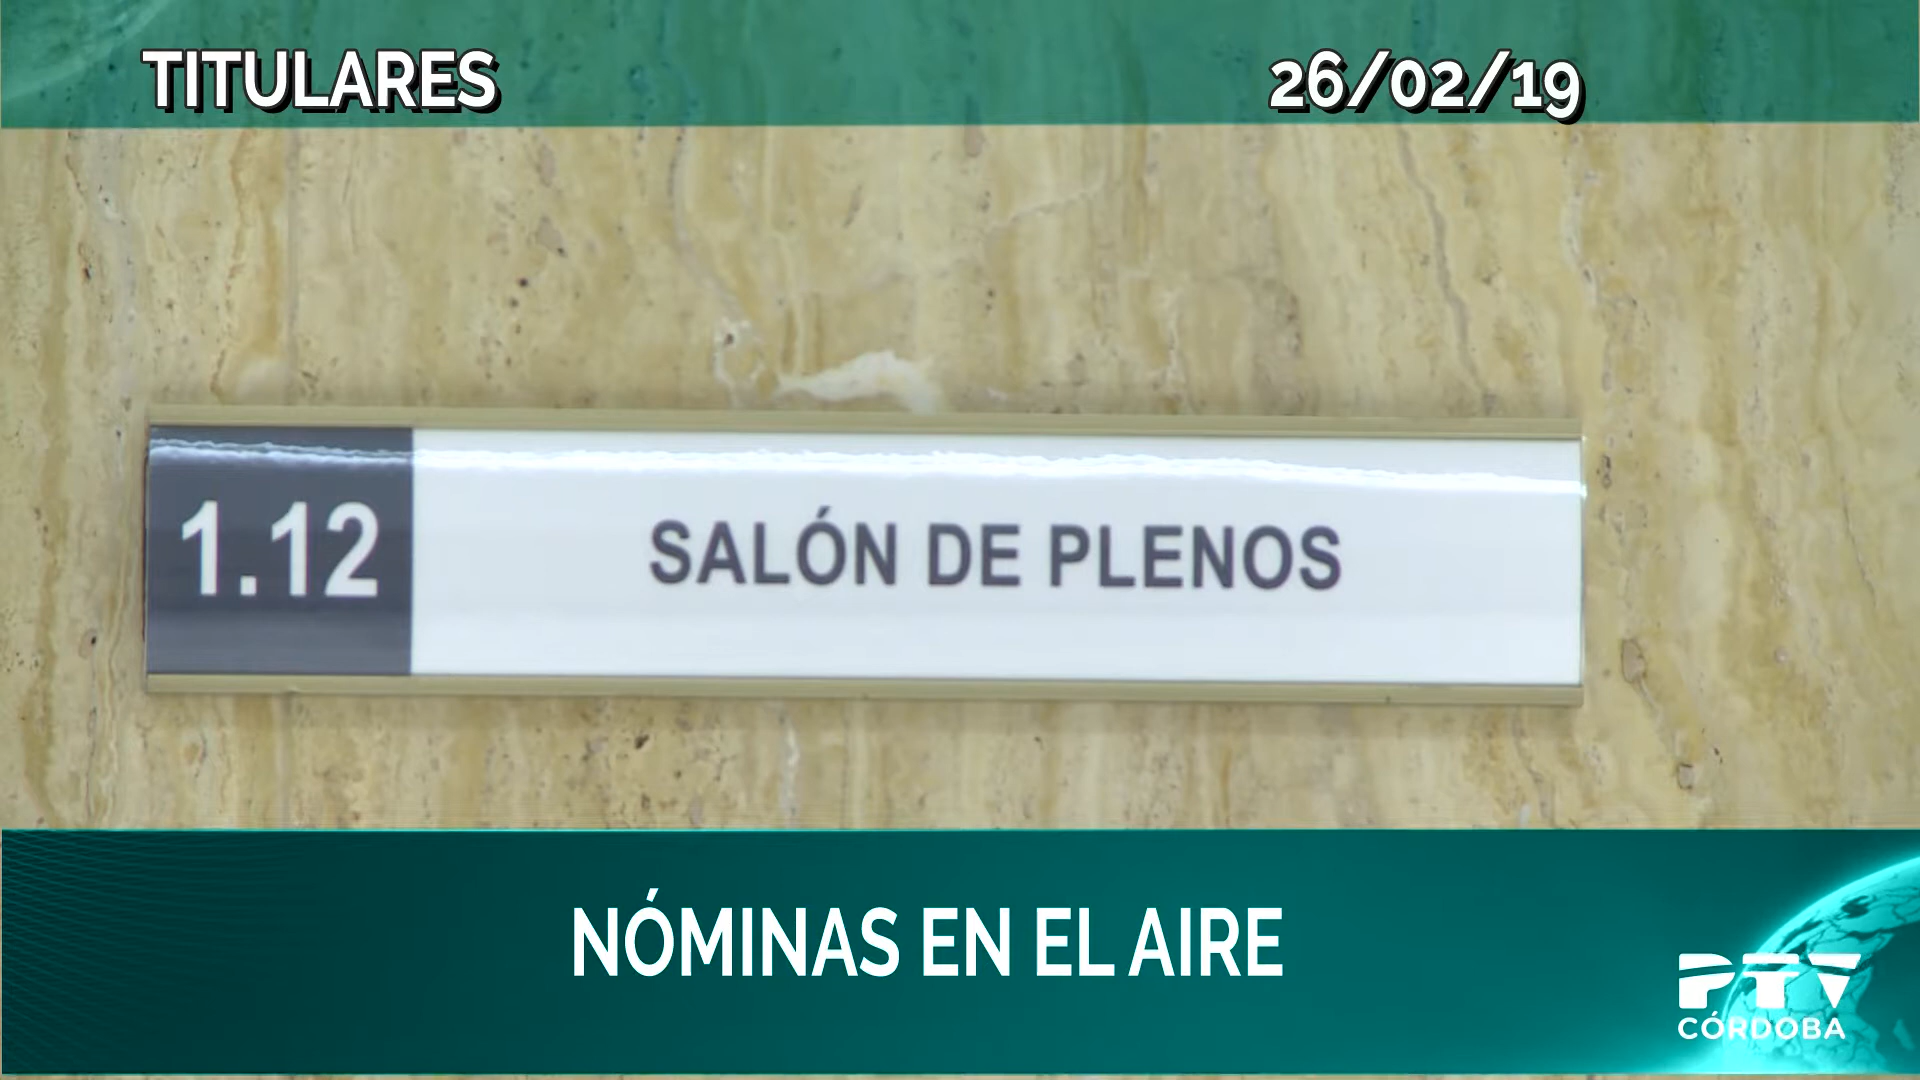 TITULARES
26/02/19
1.12
SALÓN DE PLENOS
NÓMINAS EN EL AIRE
PTV
CÓRDOBA